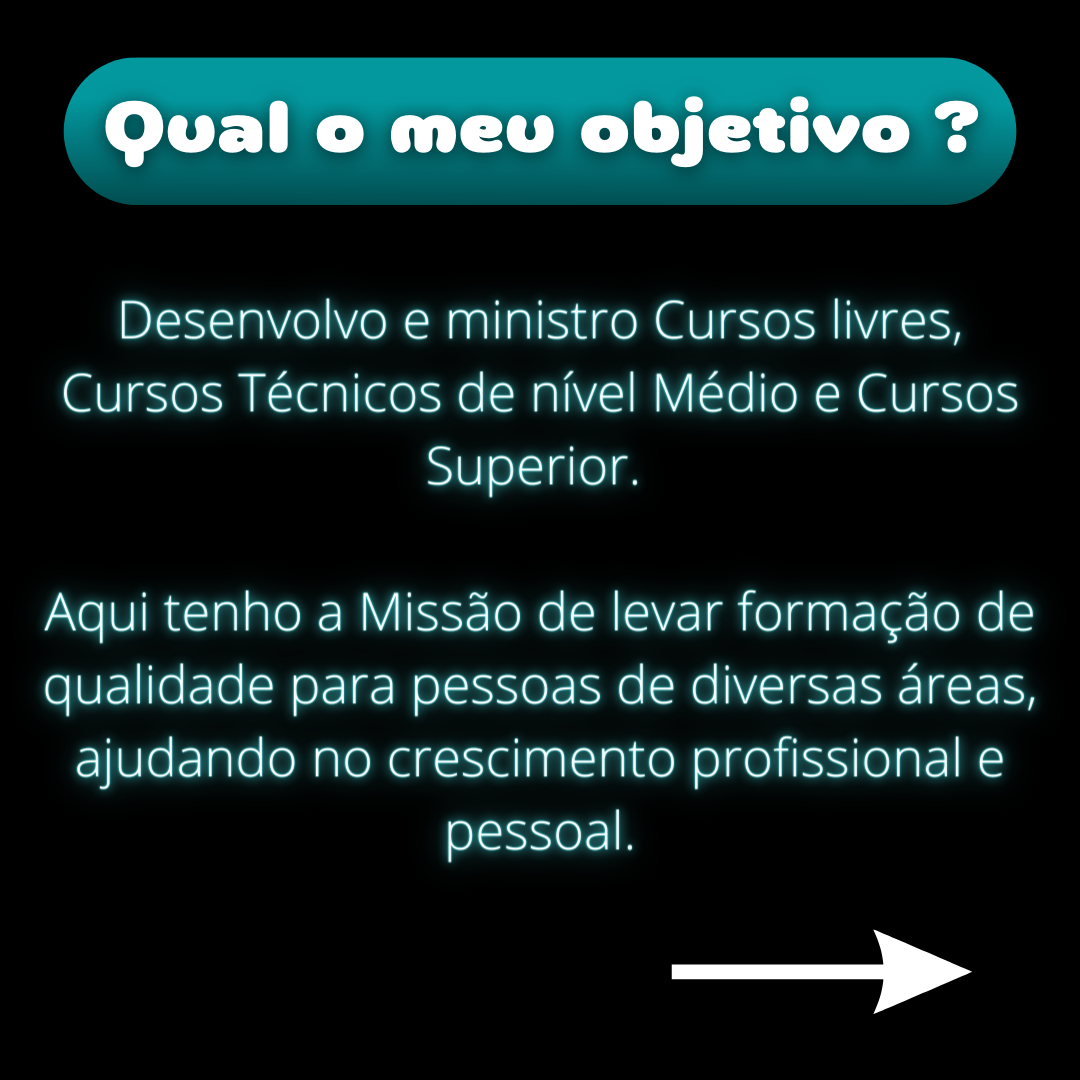 Qual o meu objetivo ?
Desenvolvo e ministro Cursos livres,
Cursos Técnicos de nível Médio e Cursos
Superior.
Aqui tenho a Missão de levar formação de
qualidade para pessoas de diversas áreas,
ajudando no crescimento profissional e
pessoal.